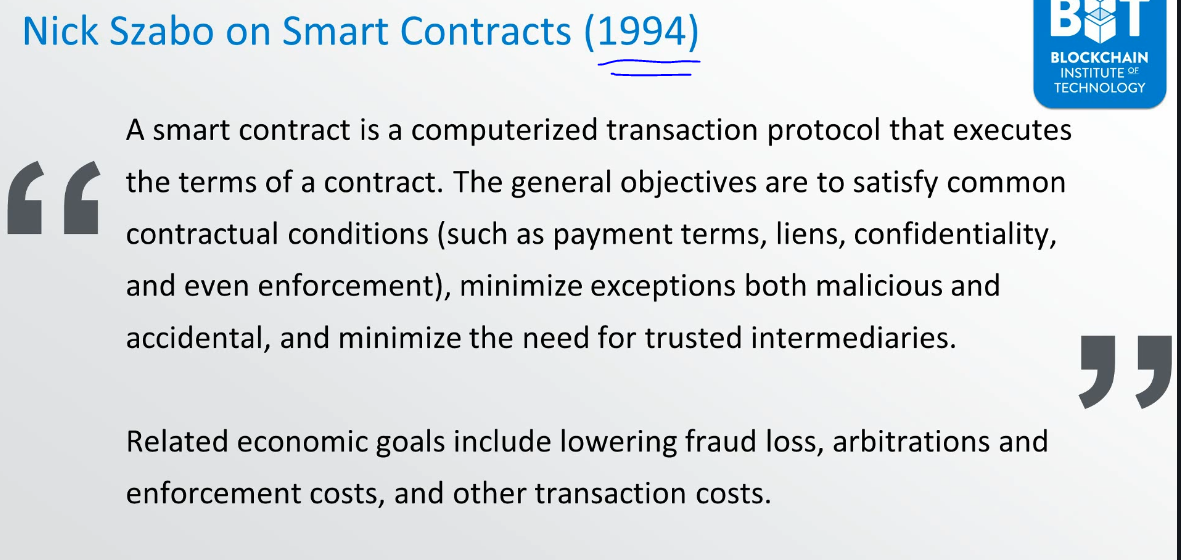 Nick Szabo on Smart Contracts (1994)
BIT
BLOCKCHAIN
INSTITUTE OF
TECHNOLOGY
“
A smart contract is a computerized transaction protocol that executes
the terms of a contract. The general objectives are to satisfy common
contractual conditions (such as payment terms, liens, confidentiality,
and even enforcement), minimize exceptions both malicious and
accidental, and minimize the need for trusted intermediaries.
”
Related economic goals include lowering fraud loss, arbitrations and
enforcement costs, and other transaction costs.